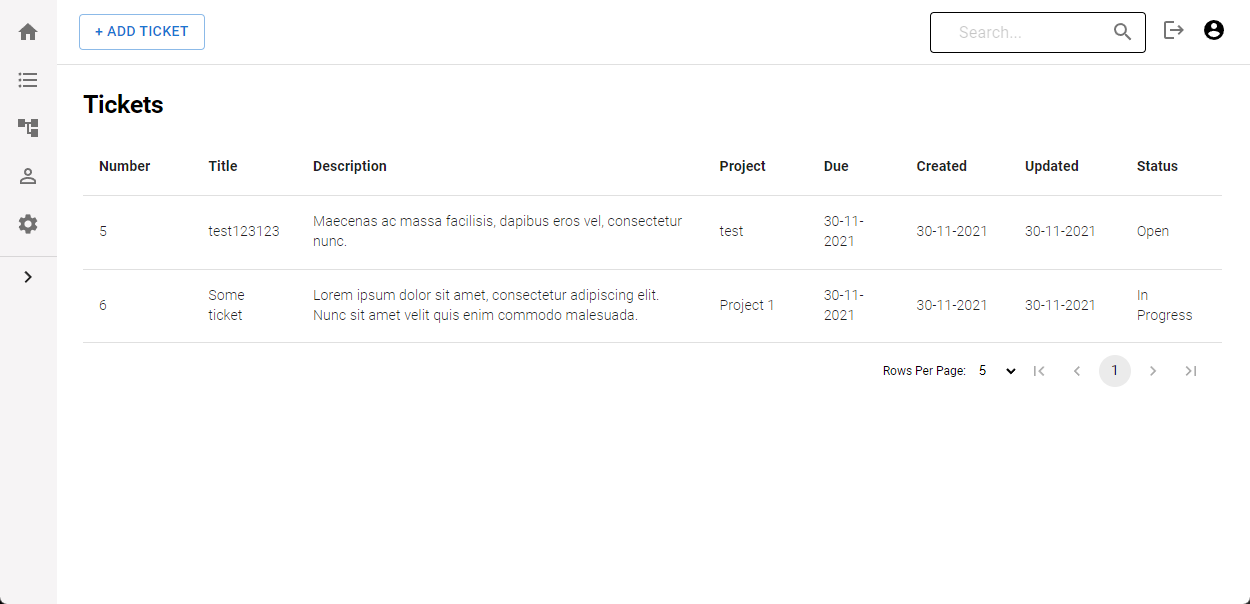 + ADD TICKET
Search...
Tickets
Number Title Description Project Due Created Updated Status
5 test123123 Maecenas ac massa facilisis, dapibus eros vel, consectetur nunc. test 30-11-2021 30-11-2021 30-11-2021 Open
6 Some ticket Lorem ipsum dolor sit amet, consectetur adipiscing elit. Nunc sit amet velit quis enim commodo malesuada. Project 1 30-11-2021 30-11-2021 30-11-2021 In Progress
Rows Per Page: 5 1